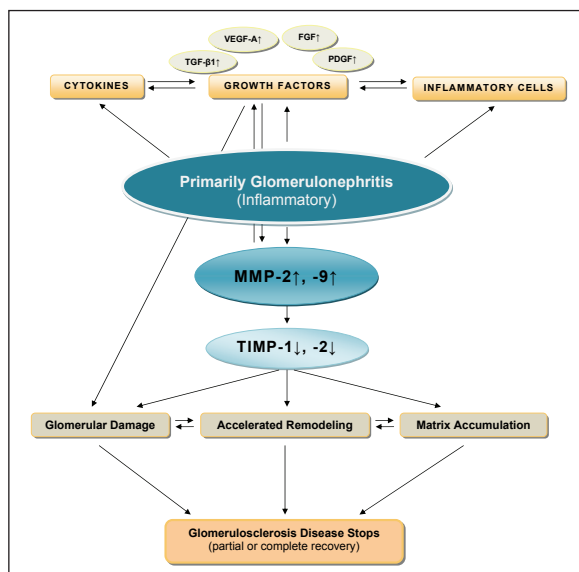 VEGF-A↑
FGF↑
TGF-β1↑
PDGF↑
CYTOKINES
GROWTH FACTORS
INFLAMMATORY CELLS
Primarily Glomerulonephritis
(Inflammatory)
MMP-2↑, -9↑
TIMP-1↓, -2↓
Glomerular Damage
Accelerated Remodeling
Matrix Accumulation
Glomerulosclerosis Disease Stops
(partial or complete recovery)